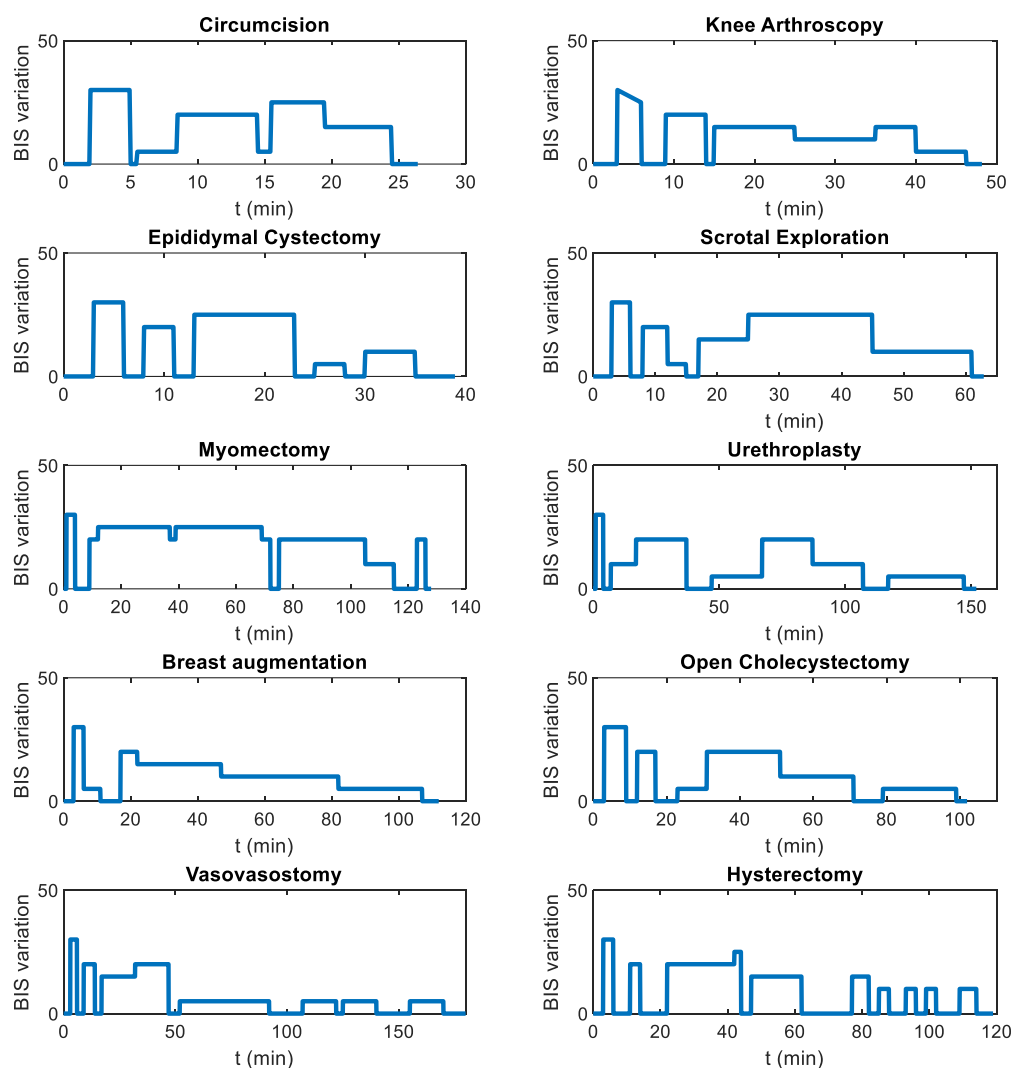 Circumcision
50
BIS variation
0
0 5 10 15 20 25 30
t (min)
Knee Arthroscopy
50
BIS variation
0
0 10 20 30 40 50
t (min)
Epididymal Cystectomy
50
BIS variation
0
0 10 20 30 40
t (min)
Scrotal Exploration
50
BIS variation
0
0 10 20 30 40 50 60
t (min)
Myomectomy
50
BIS variation
0
0 20 40 60 80 100 120 140
t (min)
Urethroplasty
50
BIS variation
0
0 50 100 150
t (min)
Breast augmentation
50
BIS variation
0
0 20 40 60 80 100 120
t (min)
Open Cholecystectomy
50
BIS variation
0
0 20 40 60 80 100
t (min)
Vasovasostomy
50
BIS variation
0
0 50 100 150
t (min)
Hysterectomy
50
BIS variation
0
0 20 40 60 80 100 120
t (min)